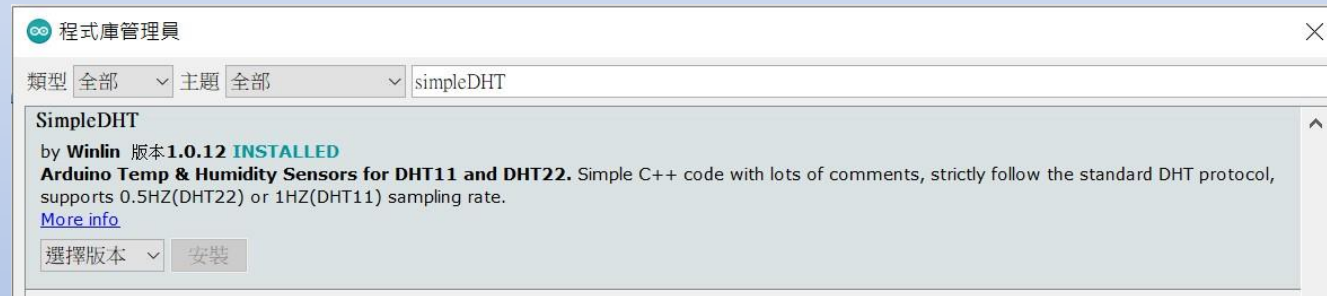 程式庫管理員
類型 全部 主題 全部 simpleDHT
SimpleDHT
by Winlin 版本1.0.12 INSTALLED
Arduino Temp & Humidity Sensors for DHT11 and DHT22. Simple C++ code with lots of comments, strictly follow the standard DHT protocol,
supports 0.5HZ(DHT22) or 1HZ(DHT11) sampling rate.
More info
選擇版本 安裝